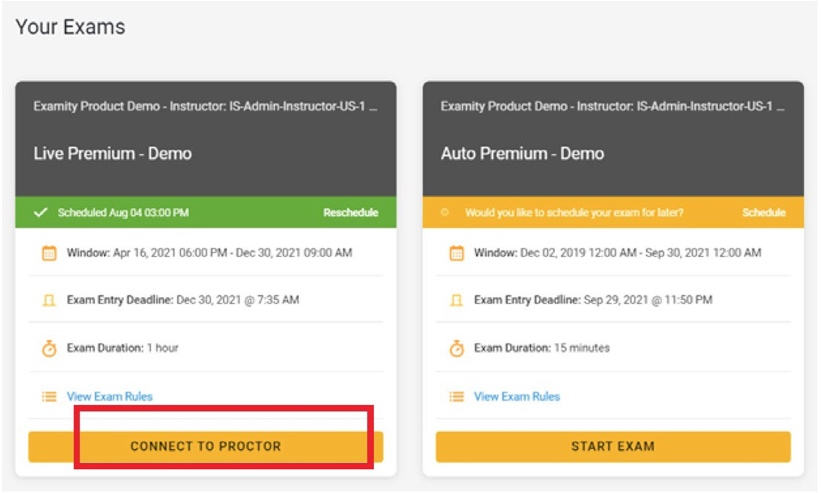 Your Exams
Examity Product Demo - Instructor: IS-Admin-Instructor-US-1 ...
Live Premium - Demo
Scheduled Aug 04 03:00 PM Reschedule
Window: Apr 16, 2021 06:00 PM - Dec 30, 2021 09:00 AM
Exam Entry Deadline: Dec 30, 2021 @ 7:35 AM
Exam Duration: 1 hour
View Exam Rules
CONNECT TO PROCTOR
Examity Product Demo - Instructor: IS-Admin-Instructor-US-1 ...
Auto Premium - Demo
Would you like to schedule your exam for later? Schedule
Window: Dec 02, 2019 12:00 AM - Sep 30, 2021 12:00 AM
Exam Entry Deadline: Sep 29, 2021 @ 11:50 PM
Exam Duration: 15 minutes
View Exam Rules
START EXAM